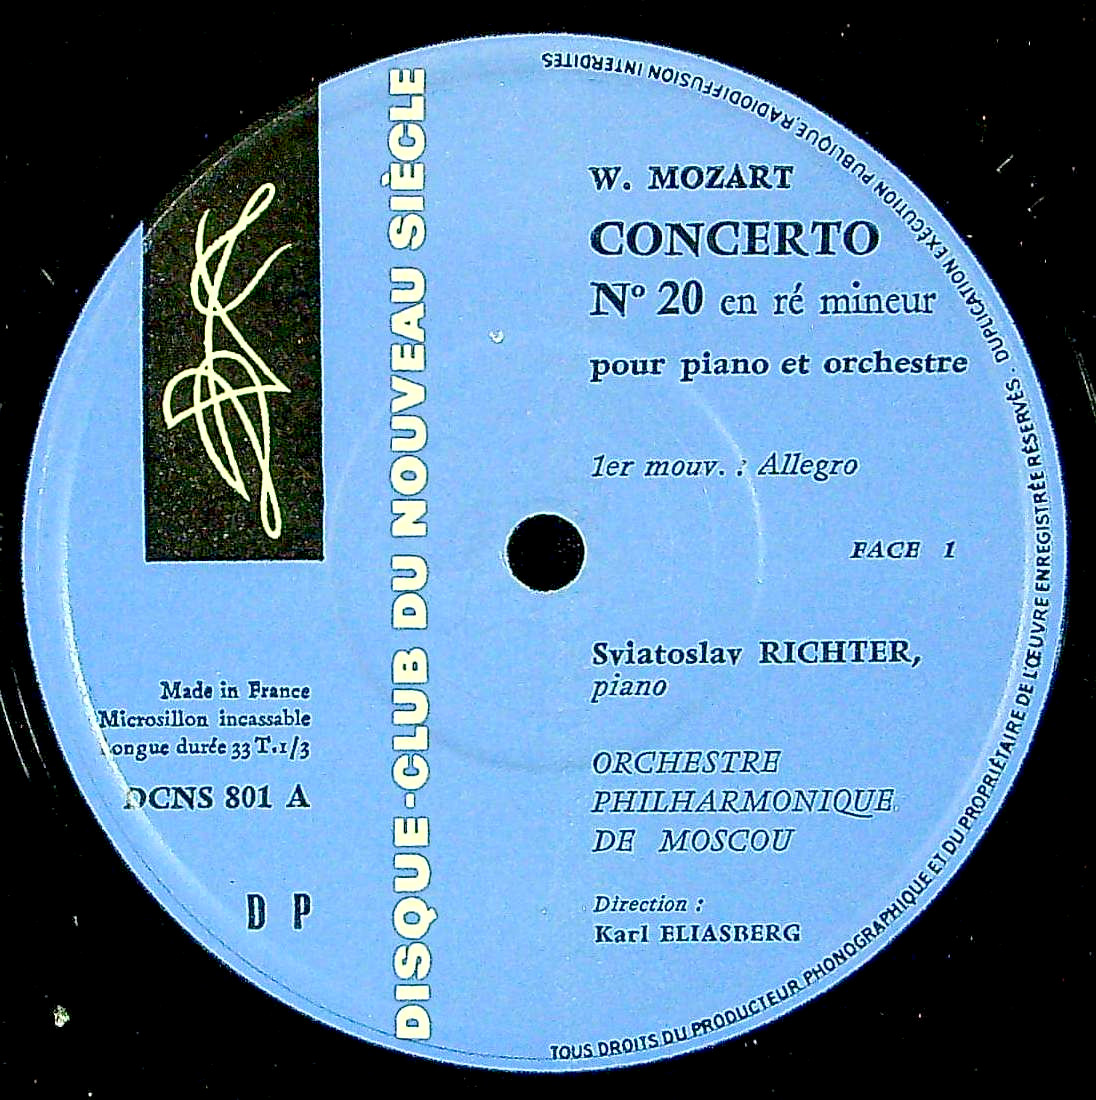 DISQUE-CLUB DU NOUVEAU SIÈCLE
W. MOZART
CONCERTO
Nº 20 en ré mineur
pour piano et orchestre
1er mouv. : Allegro
FACE 1
Sviatoslav RICHTER,
piano
ORCHESTRE
PHILHARMONIQUE
DE MOSCOU
Direction :
Karl ELIASBERG
Made in France
Microsillon incassable
Longue durée 33 T.1/3
DCNS 801 A
D P
TOUS DROITS DU PRODUCTEUR PHONOGRAPHIQUE ET DU PROPRIÉTAIRE DE L'ŒUVRE ENREGISTRÉE RÉSERVÉS · DUPLICATION EXÉCUTION PUBLIQUE, RADIODIFFUSION INTERDITES